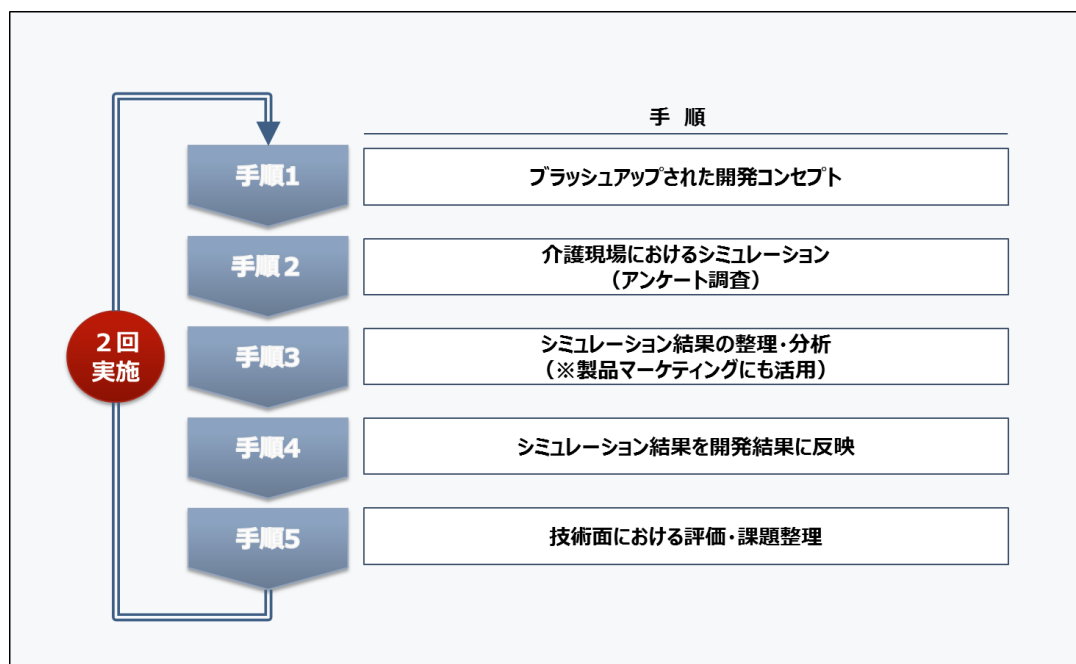 手 順
手順1
ブラッシュアップされた開発コンセプト
手順２
介護現場におけるシミュレーション
（アンケート調査）
２回
実施
手順3
シミュレーション結果の整理・分析
（※製品マーケティングにも活用）
手順4
シミュレーション結果を開発結果に反映
手順5
技術面における評価・課題整理